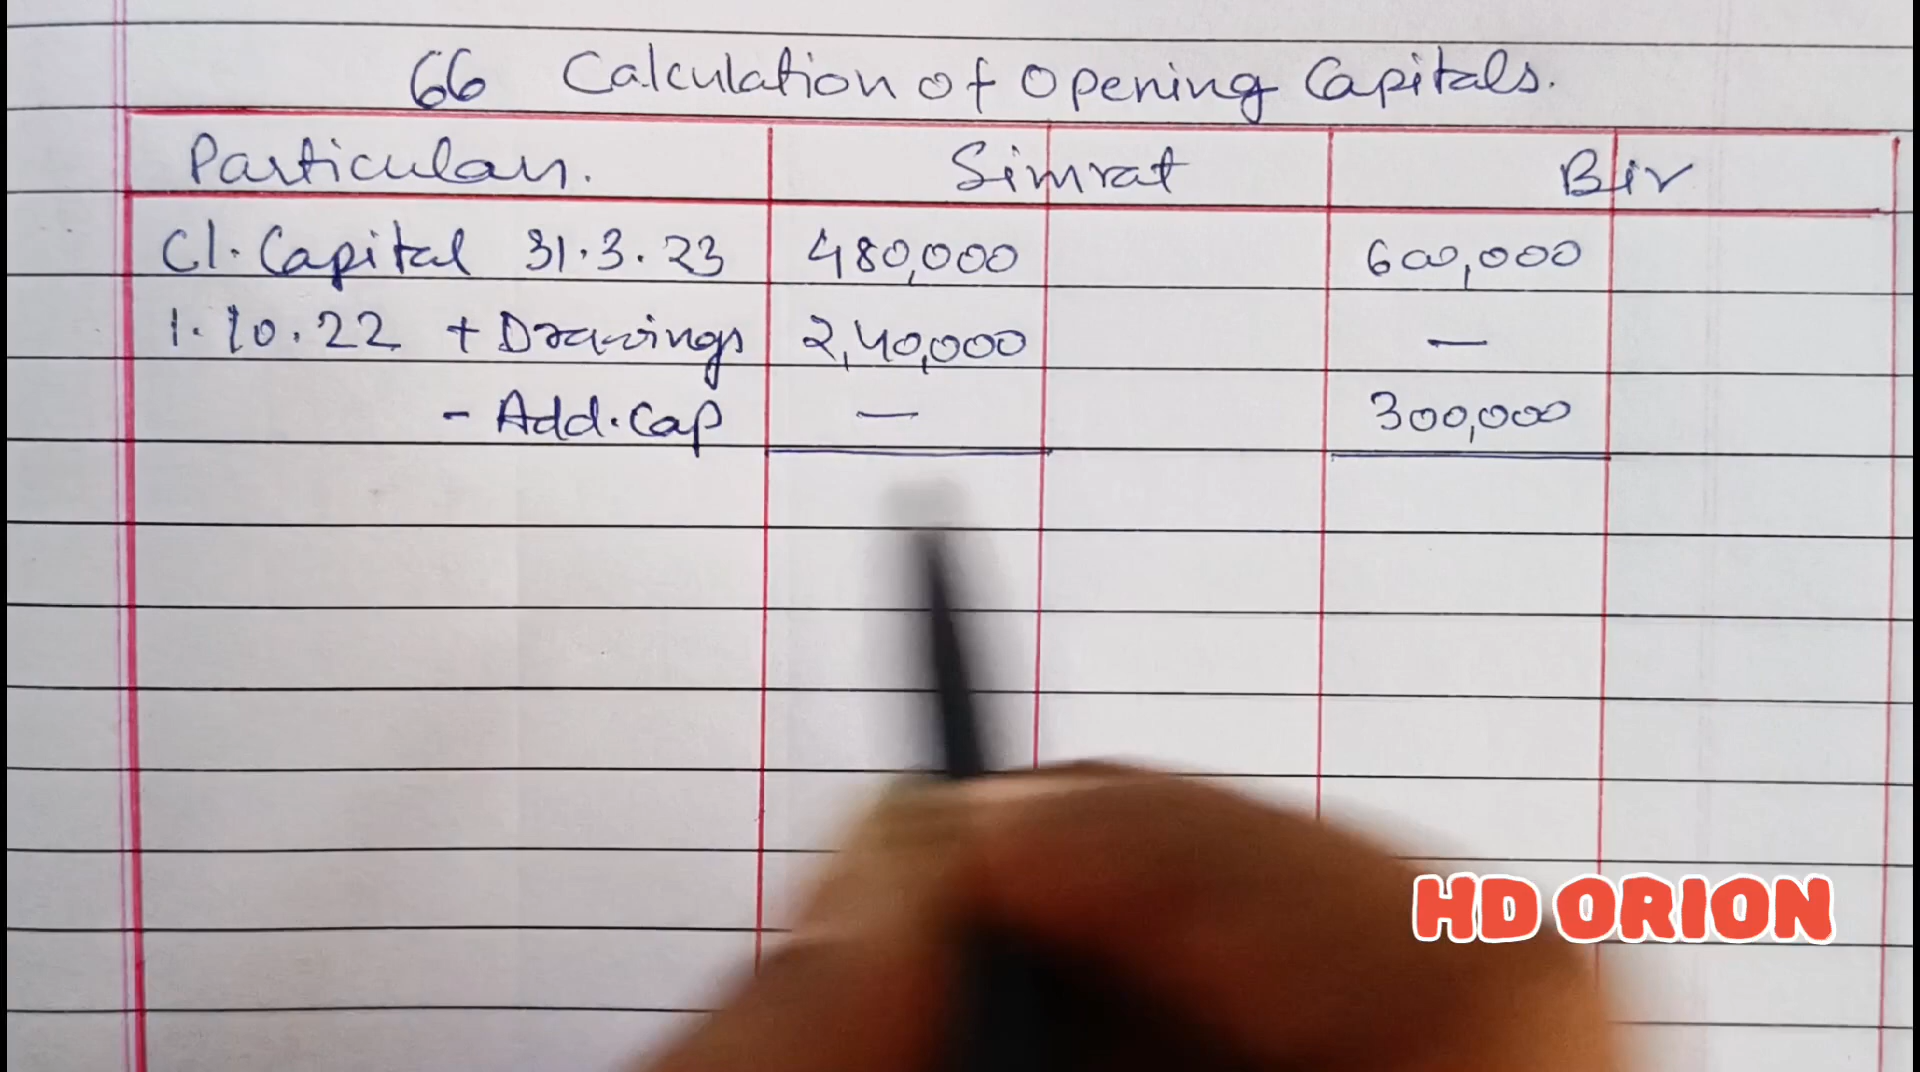 66 Calculation of Opening Capitals.
Particulars. Simrat Bir
Cl. Capital 31.3.23 480,000 600,000
1.10.22 + Drawings 2,40,000 —
- Add. Cap — 300,000
HD ORION